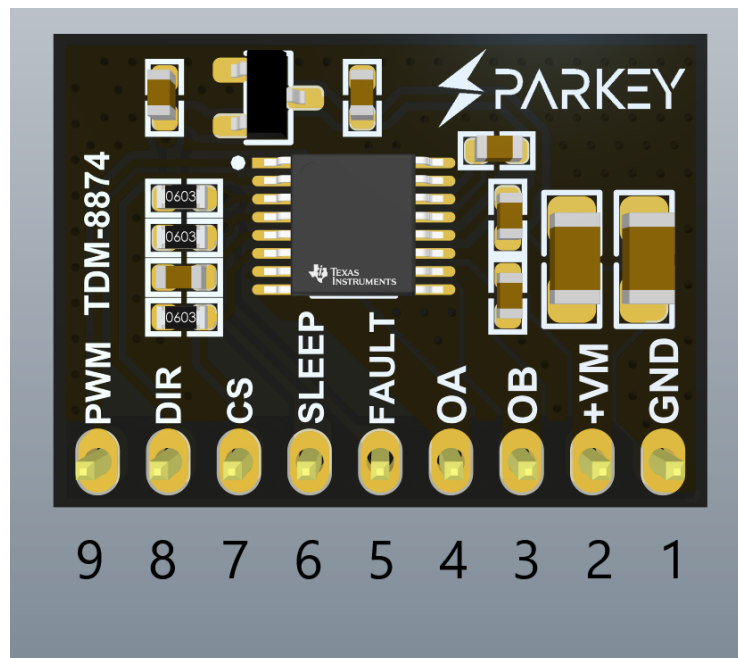 SPARKEY
TDM-8874
0603
0603
0603
TEXAS
INSTRUMENTS
PWM
DIR
CS
SLEEP
FAULT
OA
OB
+VM
GND
9 8 7 6 5 4 3 2 1